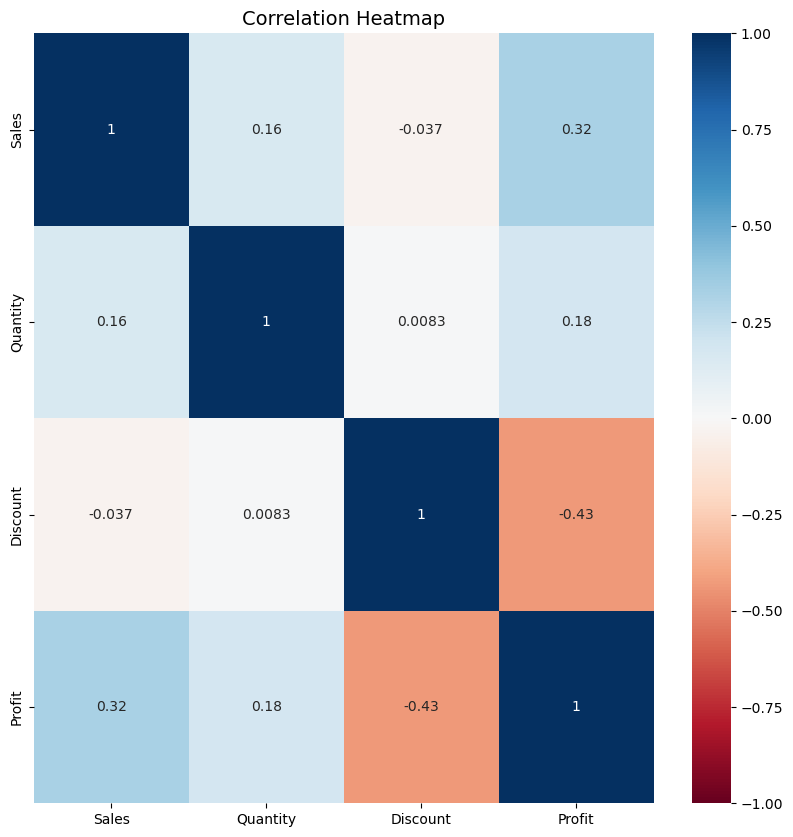 Correlation Heatmap
Sales
1
0.16
-0.037
0.32
Quantity
0.16
1
0.0083
0.18
Discount
-0.037
0.0083
1
-0.43
Profit
0.32
0.18
-0.43
1
Sales
Quantity
Discount
Profit
1.00
0.75
0.50
0.25
0.00
−0.25
−0.50
−0.75
−1.00